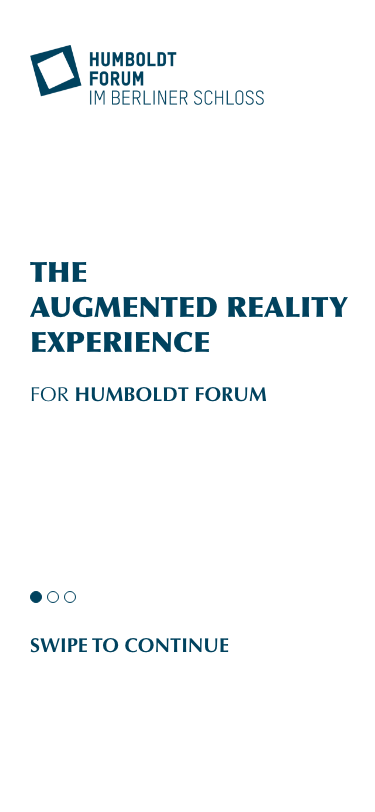 HUMBOLDT
FORUM
IM BERLINER SCHLOSS
THE
AUGMENTED REALITY
EXPERIENCE
FOR HUMBOLDT FORUM
SWIPE TO CONTINUE